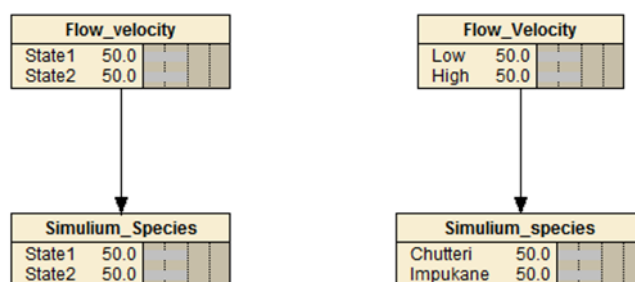 Flow_velocity
State1 50.0
State2 50.0
Simulium_Species
State1 50.0
State2 50.0
Flow_Velocity
Low 50.0
High 50.0
Simulium_species
Chutteri 50.0
Impukane 50.0